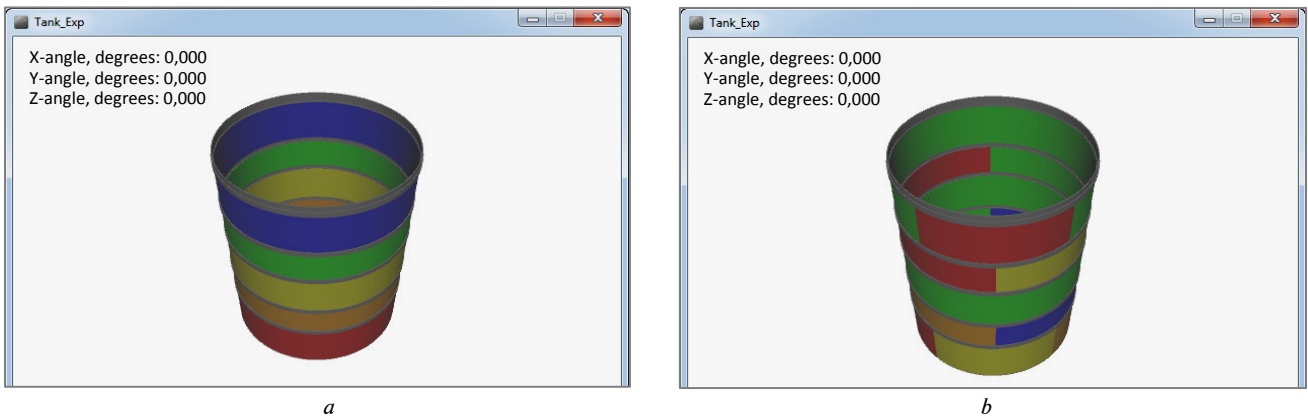 Tank_Exp
X-angle, degrees: 0,000
Y-angle, degrees: 0,000
Z-angle, degrees: 0,000
a
Tank_Exp
X-angle, degrees: 0,000
Y-angle, degrees: 0,000
Z-angle, degrees: 0,000
b